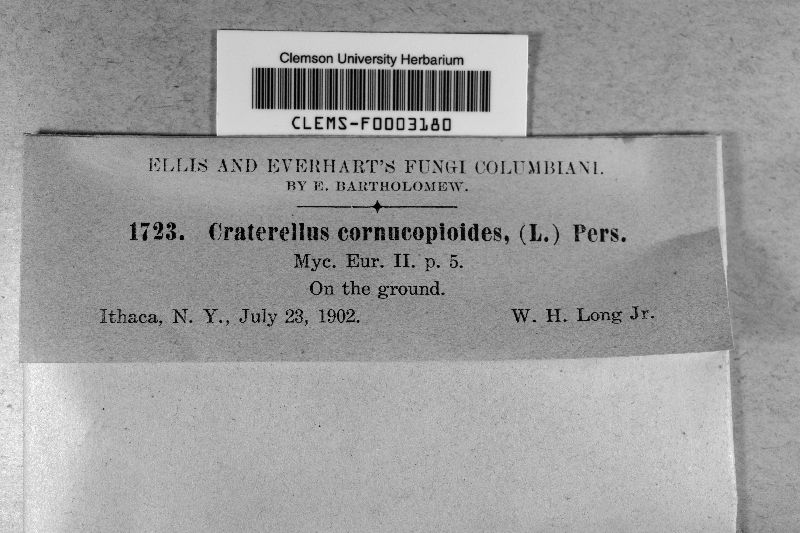 Clemson University Herbarium
CLEMS-F0003180
ELLIS AND EVERHART'S FUNGI COLUMBIANI.
BY E. BARTHOLOMEW.
1723. Craterellus cornucopioides, (L.) Pers.
Myc. Eur. II. p. 5.
On the ground.
Ithaca, N. Y., July 23, 1902. W. H. Long Jr.